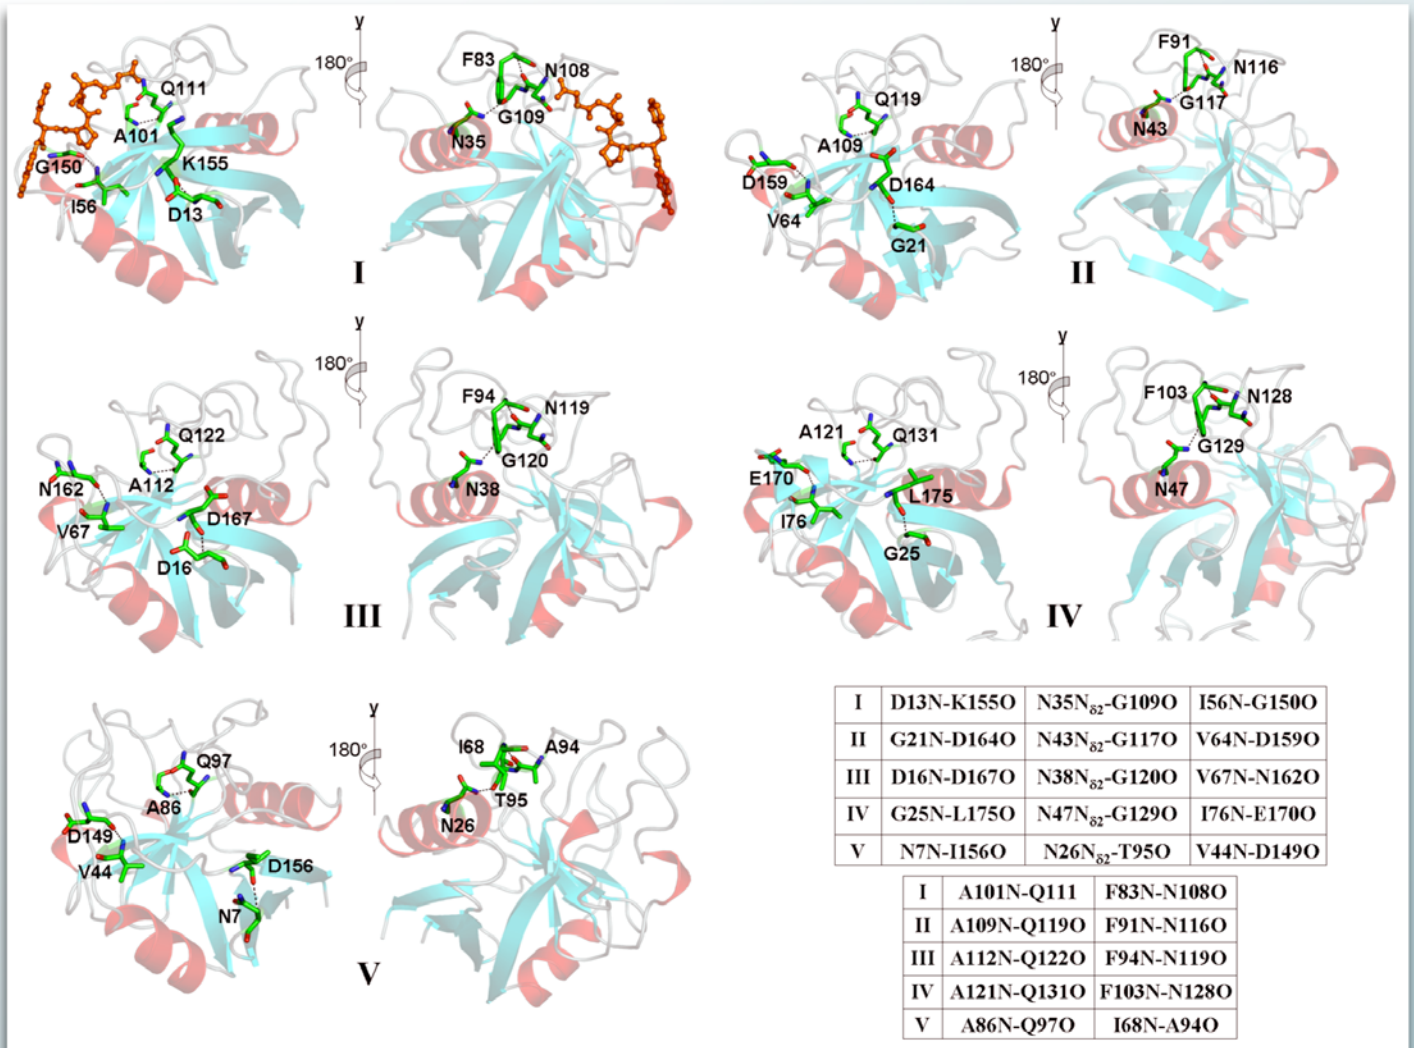 y
180°
Q111
A101
G150
K155
I56
D13
F83
N108
G109
N35
I
y
180°
Q119
A109
D159
D164
V64
G21
F91
N116
G117
N43
II
y
180°
Q122
N162
A112
D167
V67
D16
F94
N119
G120
N38
III
y
180°
A121
Q131
E170
L175
I76
G25
F103
N128
G129
N47
IV
y
180°
Q97
A86
D149
V44
D156
N7
I68
A94
T95
N26
V
I D13N-K155O N35Nδ2-G109O I56N-G150O
II G21N-D164O N43Nδ2-G117O V64N-D159O
III D16N-D167O N38Nδ2-G120O V67N-N162O
IV G25N-L175O N47Nδ2-G129O I76N-E170O
V N7N-I156O N26Nδ2-T95O V44N-D149O
I A101N-Q111 F83N-N108O
II A109N-Q119O F91N-N116O
III A112N-Q122O F94N-N119O
IV A121N-Q131O F103N-N128O
V A86N-Q97O I68N-A94O